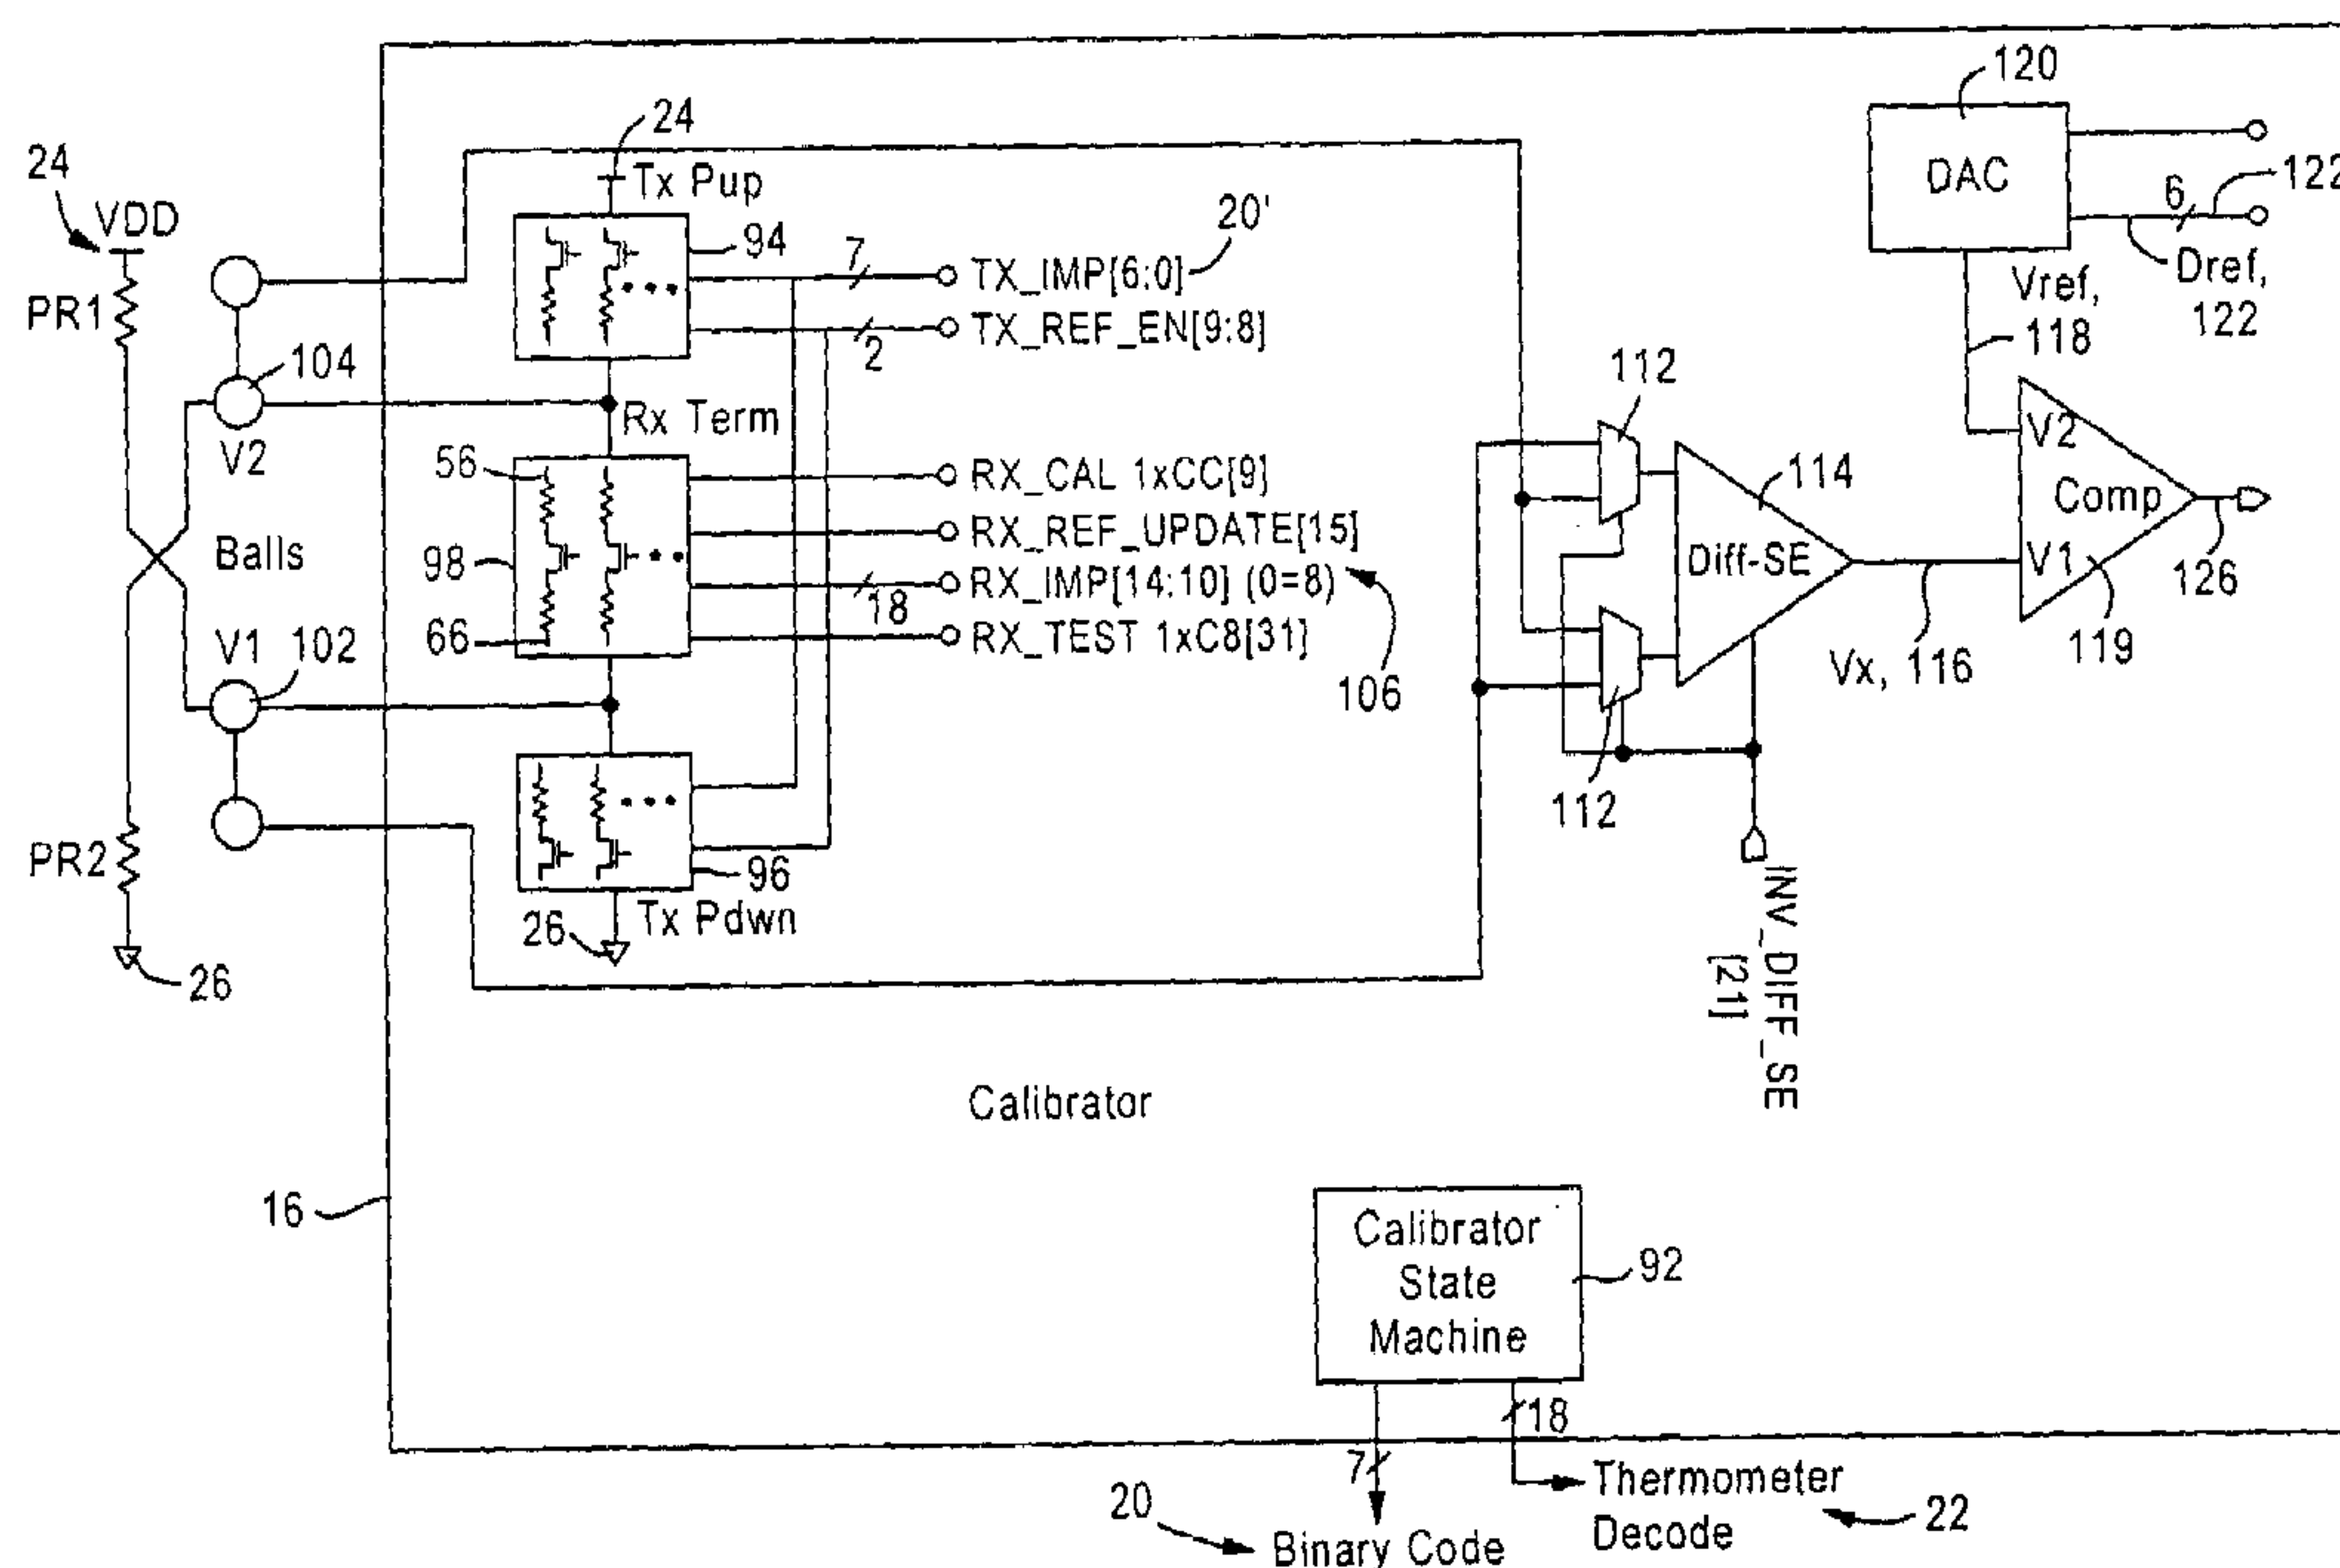 120
24
DAC
24
VDD
Tx Pup
6
122
20'
94
7
TX_IMP[6:0]
Dref,
122
PR1
Vref,
118
TX_REF_EN[9:8]
2
104
112
Rx Term
V2
V2
56
RX_CAL 1xCC[9]
114
Comp
RX_REF_UPDATE[15]
Balls
98
Diff-SE
V1
126
RX_IMP[14:10] (0=8)
18
66
RX_TEST 1xC8[31]
V1
102
Vx, 116
119
106
112
PR2
96
Tx Pdwn
26
26
INV_DIFF_SE
[21]
Calibrator
16
Calibrator
State
Machine
92
18
7
Thermometer
Decode
22
20
Binary Code